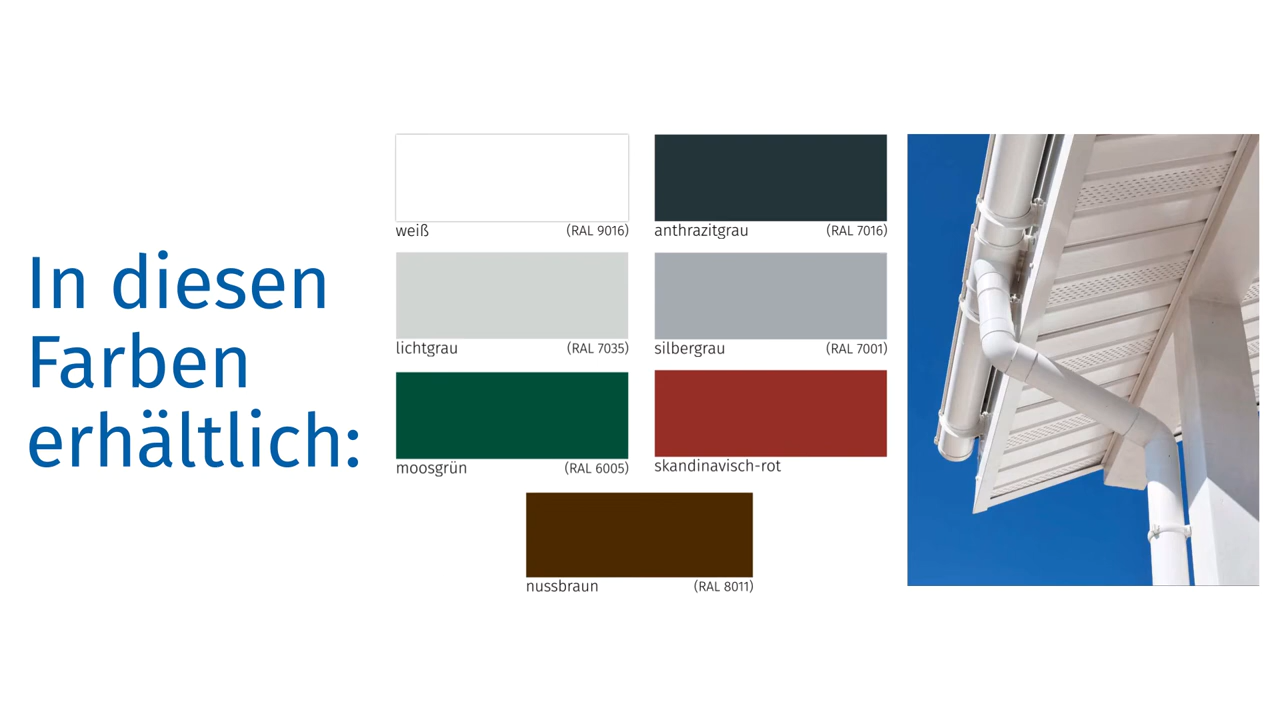 In diesen
Farben
erhältlich:
weiß (RAL 9016)
anthrazitgrau (RAL 7016)
lichtgrau (RAL 7035)
silbergrau (RAL 7001)
moosgrün (RAL 6005)
skandinavisch-rot
nussbraun (RAL 8011)